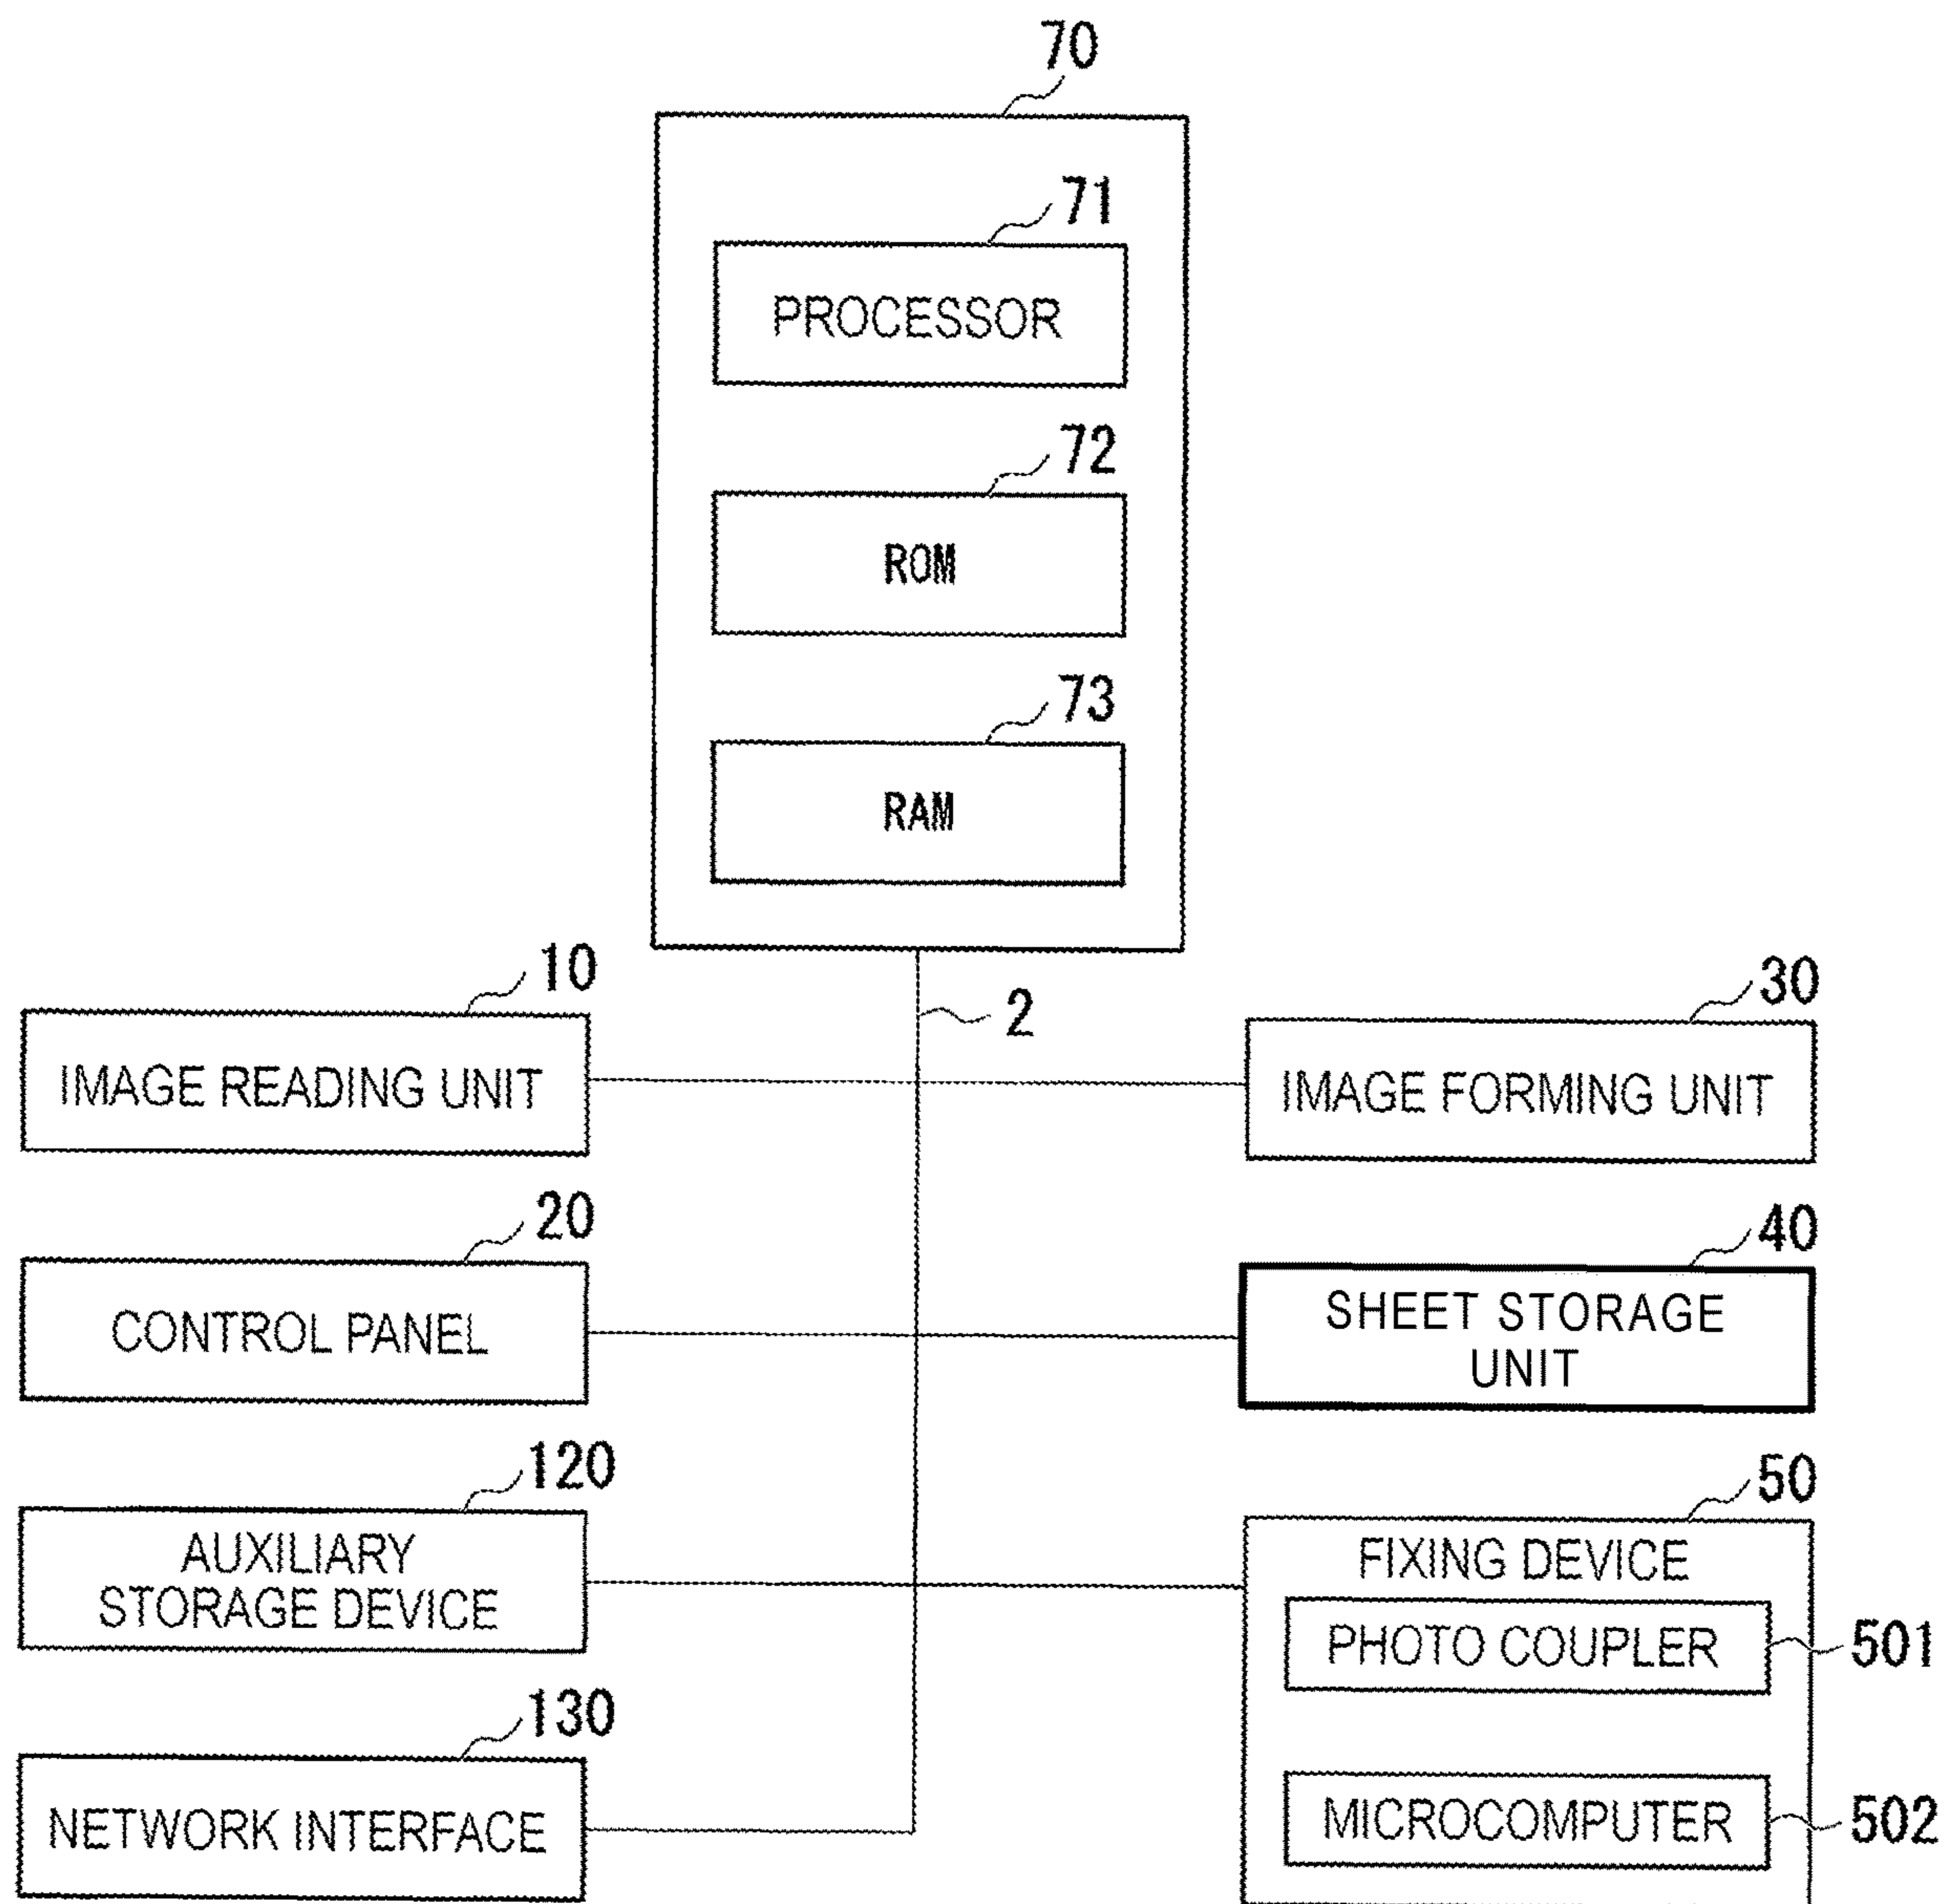 70
71
PROCESSOR
72
ROM
73
RAM
2
10
IMAGE READING UNIT
30
IMAGE FORMING UNIT
20
CONTROL PANEL
40
SHEET STORAGE
UNIT
120
AUXILIARY
STORAGE DEVICE
50
FIXING DEVICE
PHOTO COUPLER
501
130
NETWORK INTERFACE
MICROCOMPUTER
502